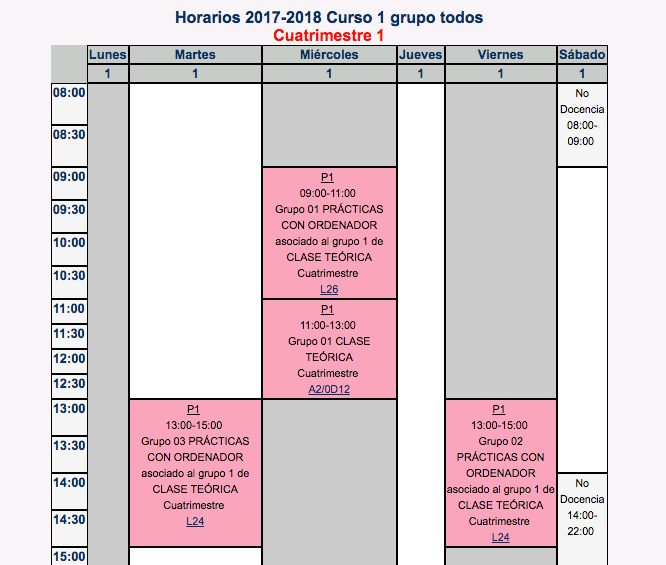 Horarios 2017-2018 Curso 1 grupo todos
Cuatrimestre 1
Lunes Martes Miércoles Jueves Viernes Sábado
1 1 1 1 1 1
08:00
08:30
09:00
09:30
10:00
10:30
11:00
11:30
12:00
12:30
13:00
13:30
14:00
14:30
15:00
P1
13:00-15:00
Grupo 03 PRÁCTICAS
CON ORDENADOR
asociado al grupo 1 de
CLASE TEÓRICA
Cuatrimestre
L24
P1
09:00-11:00
Grupo 01 PRÁCTICAS
CON ORDENADOR
asociado al grupo 1 de
CLASE TEÓRICA
Cuatrimestre
L26
P1
11:00-13:00
Grupo 01 CLASE
TEÓRICA
Cuatrimestre
A2/0D12
P1
13:00-15:00
Grupo 02
PRÁCTICAS CON
ORDENADOR
asociado al grupo 1 de
CLASE TEÓRICA
Cuatrimestre
L24
No
Docencia
08:00-
09:00
No
Docencia
14:00-
22:00